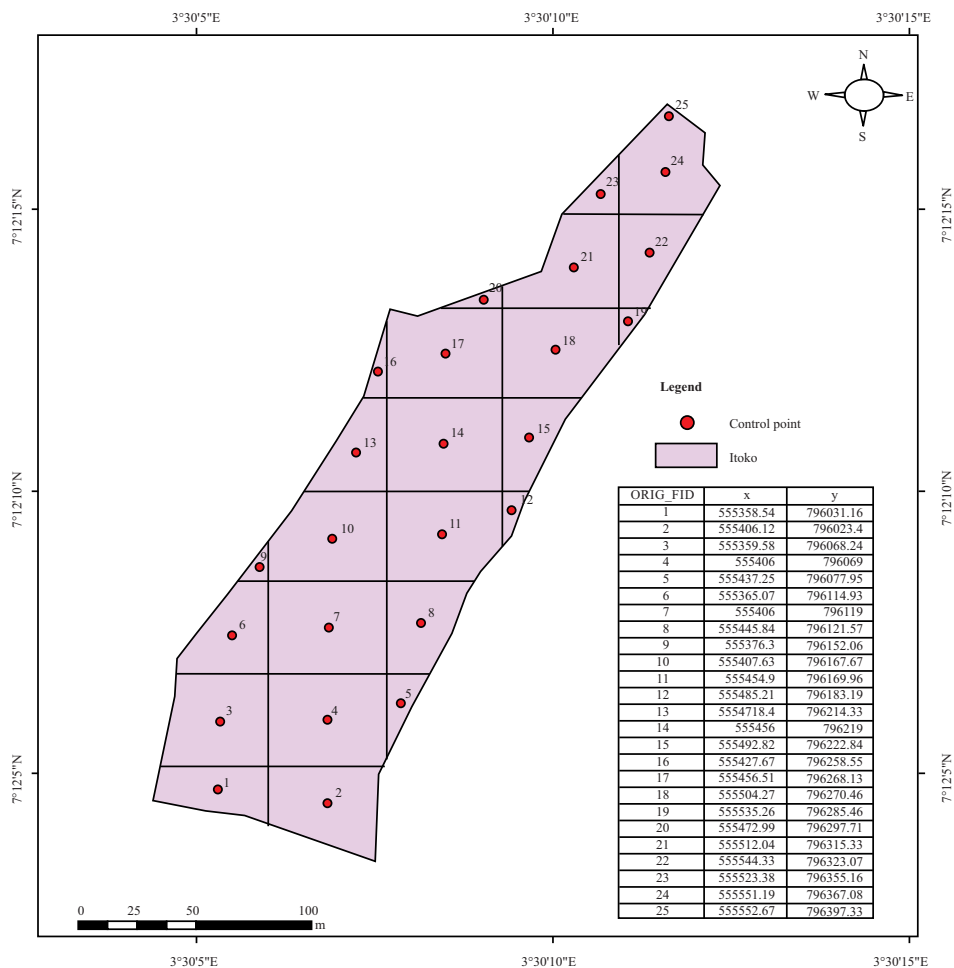 3°30'5"E 3°30'10"E 3°30'15"E
N
W E
S
25
24
23
7°12'15"N 7°12'15"N
22
21
20
19
18
17
16
Legend
Control point
15
14
13
Itoko
7°12'10"N 7°12'10"N
12
11
10
9
8
7
6
5
4
3
7°12'5"N 7°12'5"N
2
1
ORIG_FID x y
1 555358.54 796031.16
2 555406.12 796023.4
3 555359.58 796068.24
4 555406 796069
5 555437.25 796077.95
6 555365.07 796114.93
7 555406 796119
8 555445.84 796121.57
9 555376.3 796152.06
10 555407.63 796167.67
11 555454.9 796169.96
12 555485.21 796183.19
13 5554718.4 796214.33
14 555456 796219
15 555492.82 796222.84
16 555427.67 796258.55
17 555456.51 796268.13
18 555504.27 796270.46
19 555535.26 796285.46
20 555472.99 796297.71
21 555512.04 796315.33
22 555544.33 796323.07
23 555523.38 796355.16
24 555551.19 796367.08
25 555552.67 796397.33
0 25 50 100
m
3°30'5"E 3°30'10"E 3°30'15"E